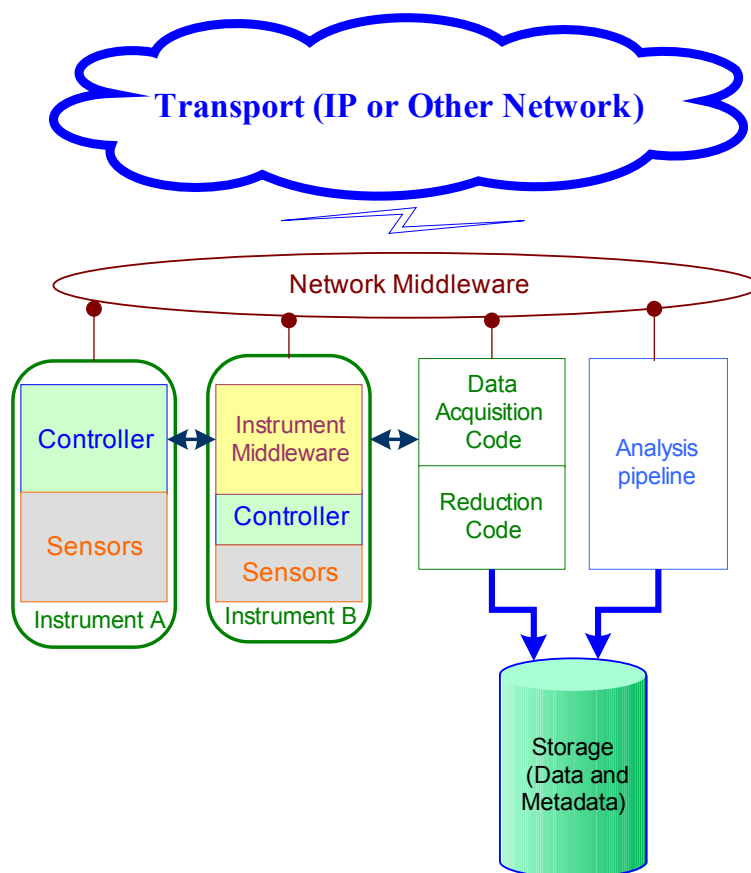 Transport (IP or Other Network)
Network Middleware
Controller
Sensors
Instrument A
Instrument
Middleware
Controller
Sensors
Instrument B
Data
Acquisition
Code
Reduction
Code
Analysis
pipeline
Storage
(Data and
Metadata)